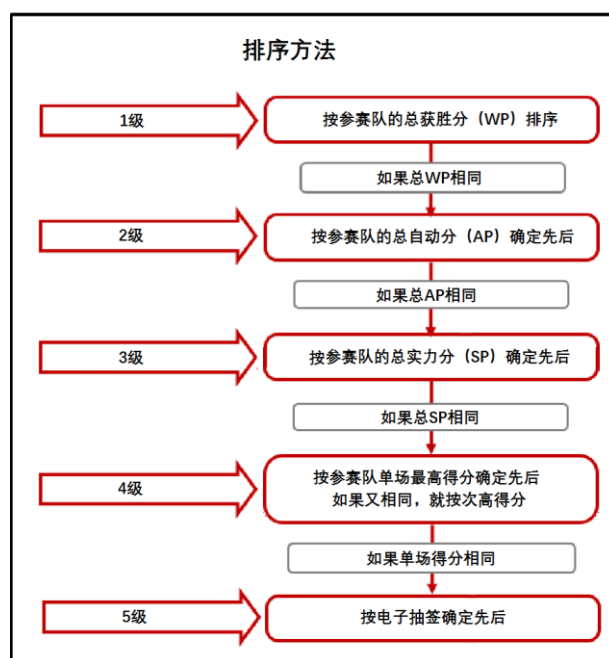 排序方法
1级
按参赛队的总获胜分（WP）排序
如果总WP相同
2级
按参赛队的总自动分（AP）确定先后
如果总AP相同
3级
按参赛队的总实力分（SP）确定先后
如果总SP相同
4级
按参赛队单场最高得分确定先后
如果又相同，就按次高得分
如果单场得分相同
5级
按电子抽签确定先后